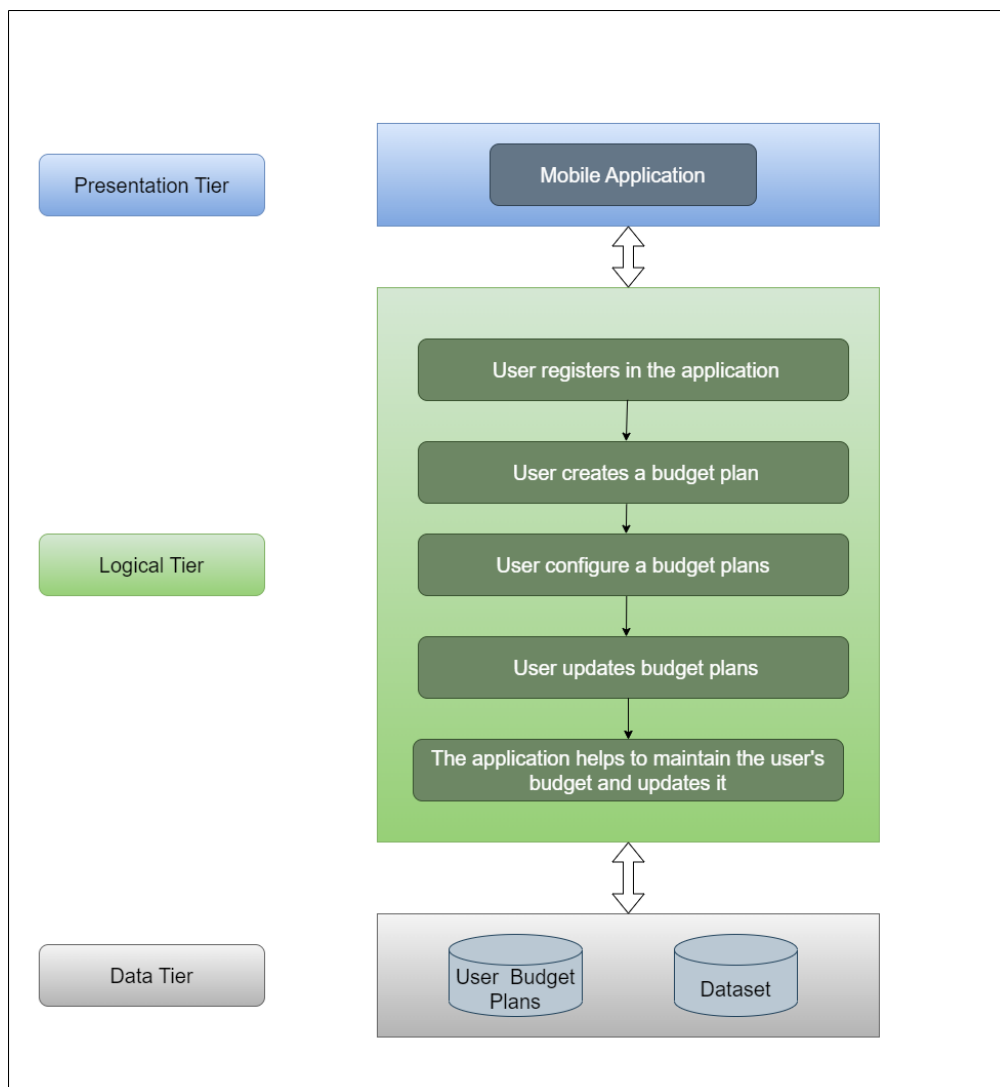 Presentation Tier
Mobile Application
User registers in the application
User creates a budget plan
Logical Tier
User configure a budget plans
User updates budget plans
The application helps to maintain the user's
budget and updates it
Data Tier
User  Budget
Plans
Dataset